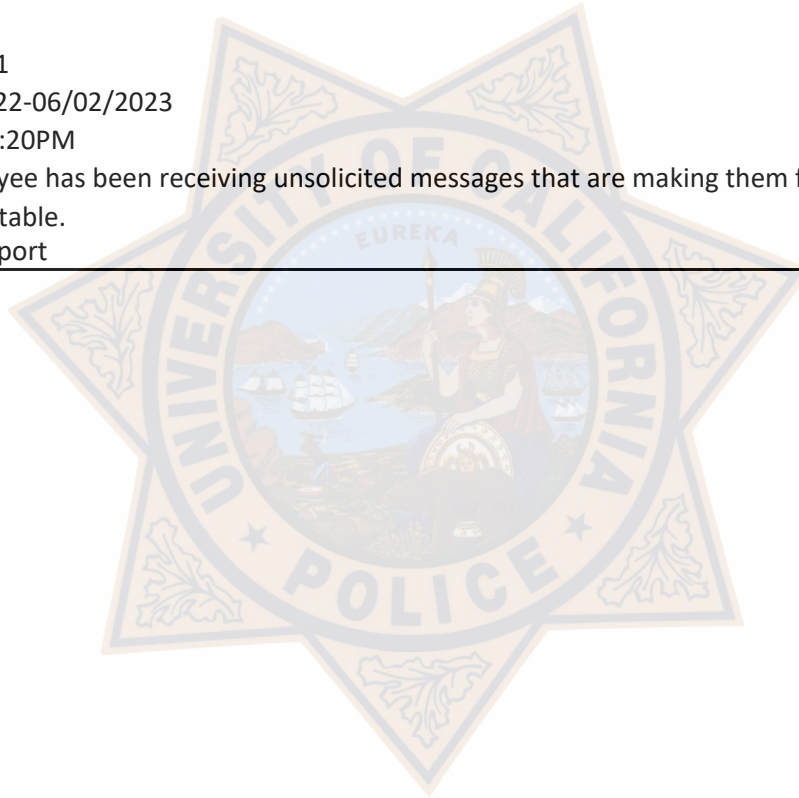 1
22-06/02/2023
:20PM
yee has been receiving unsolicited messages that are making them f
table.
port
EUREKA
UNIVERSITY OF CALIFORNIA
POLICE